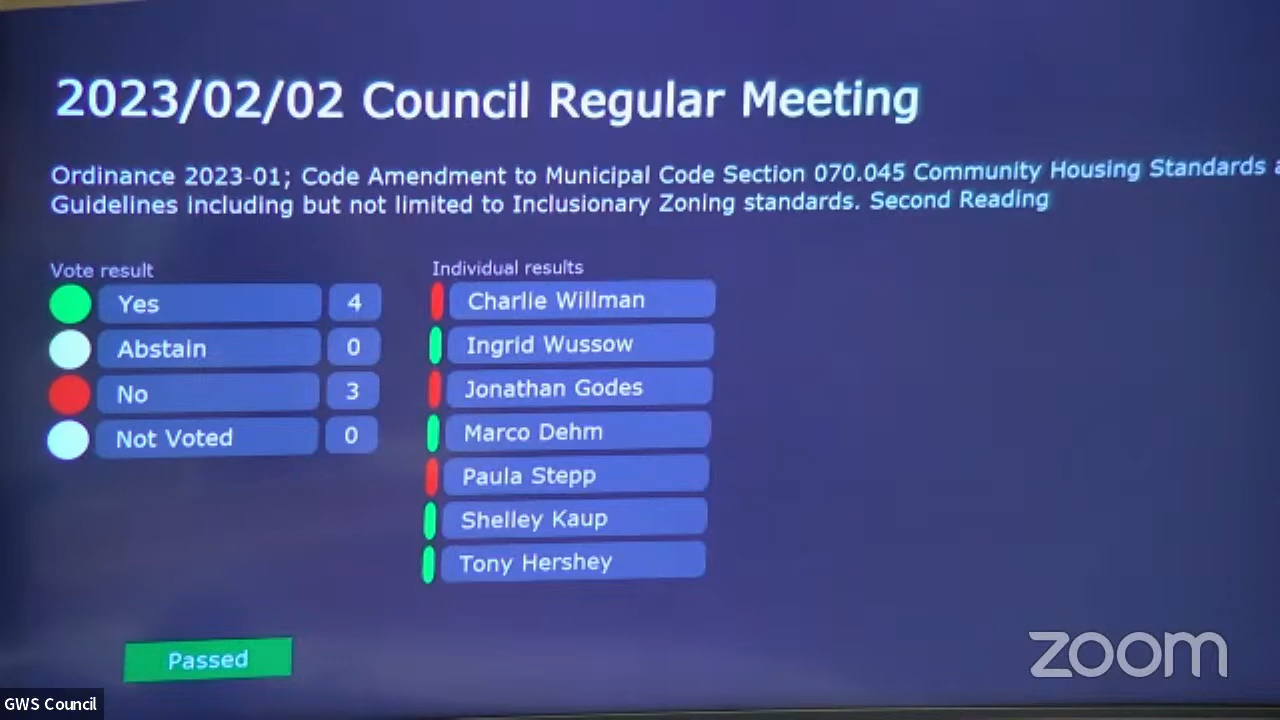 2023/02/02 Council Regular Meeting
Ordinance 2023-01; Code Amendment to Municipal Code Section 070.045 Community Housing Standards
Guidelines including but not limited to Inclusionary Zoning standards. Second Reading
Vote result
Yes 4
Abstain 0
No 3
Not Voted 0
Individual results
Charlie Willman
Ingrid Wussow
Jonathan Godes
Marco Dehm
Paula Stepp
Shelley Kaup
Tony Hershey
Passed
zoom
GWS Council